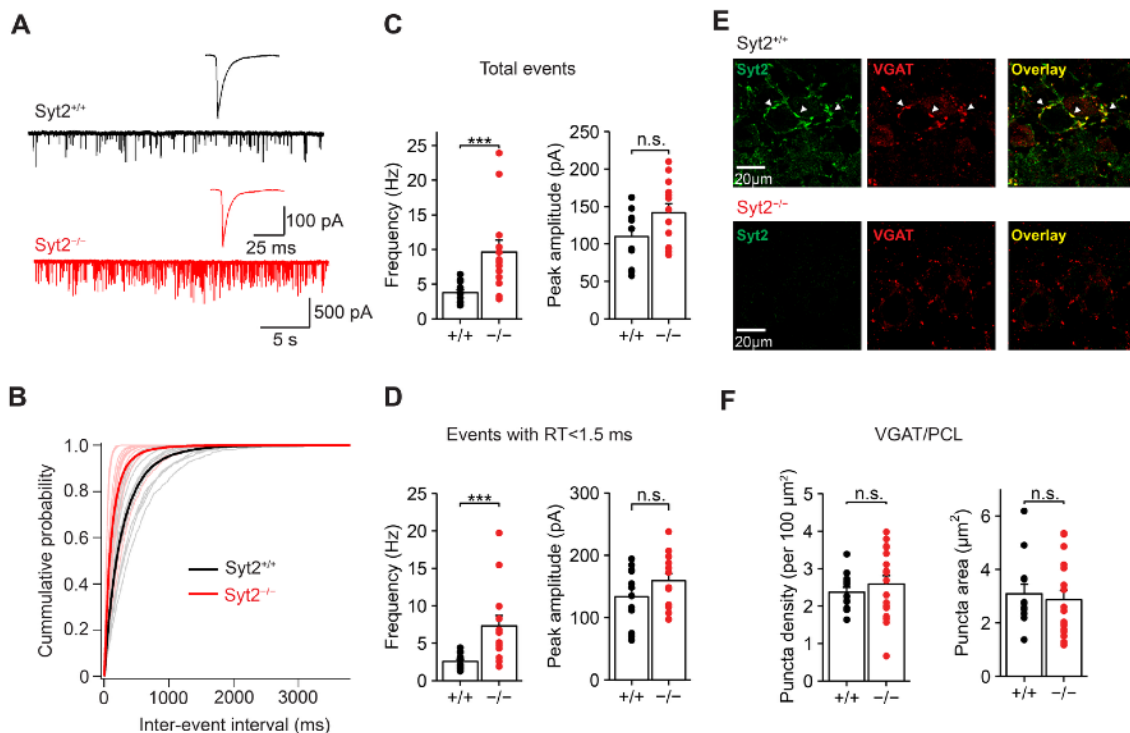 A
Syt2+/+
100 pA
25 ms
Syt2−/−
500 pA
5 s
B
Cummulative probability
1.0
0.8
0.6
0.4
0.2
0
Syt2+/+
Syt2−/−
0
1000
2000
3000
Inter-event interval (ms)
C
Total events
Frequency (Hz)
25
20
15
10
5
0
***
+/+
−/−
Peak amplitude (pA)
250
200
150
100
50
0
n.s.
+/+
−/−
D
Events with RT<1.5 ms
Frequency (Hz)
25
20
15
10
5
0
***
+/+
−/−
Peak amplitude (pA)
300
200
100
0
n.s.
+/+
−/−
E
Syt2+/+
Syt2
VGAT
Overlay
20μm
Syt2−/−
Syt2
VGAT
Overlay
20μm
F
VGAT/PCL
Puncta density (per 100 μm²)
5
4
3
2
1
0
n.s.
+/+
−/−
Puncta area (μm²)
6
4
2
0
n.s.
+/+
−/−